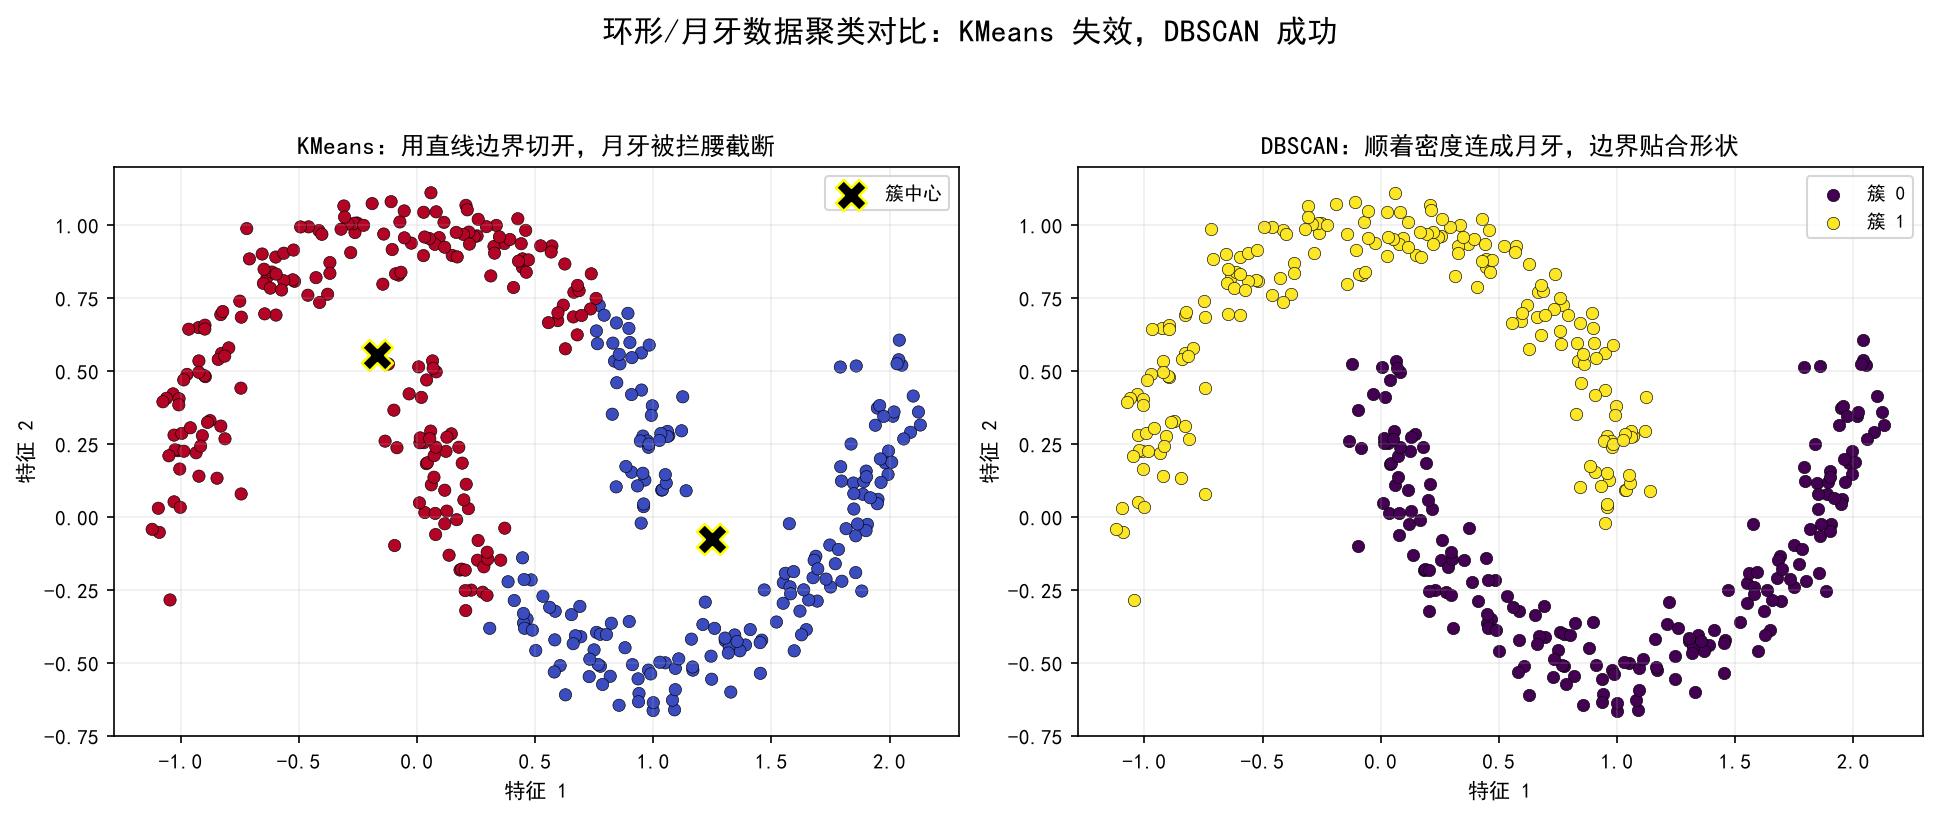 环形/月牙数据聚类对比：KMeans 失效，DBSCAN 成功
KMeans：用直线边界切开，月牙被拦腰截断
簇中心
1.00
0.75
0.50
0.25
0.00
−0.25
−0.50
−0.75
特征 2
−1.0 −0.5 0.0 0.5 1.0 1.5 2.0
特征 1
DBSCAN：顺着密度连成月牙，边界贴合形状
簇 0
簇 1
1.00
0.75
0.50
0.25
0.00
−0.25
−0.50
−0.75
特征 2
−1.0 −0.5 0.0 0.5 1.0 1.5 2.0
特征 1